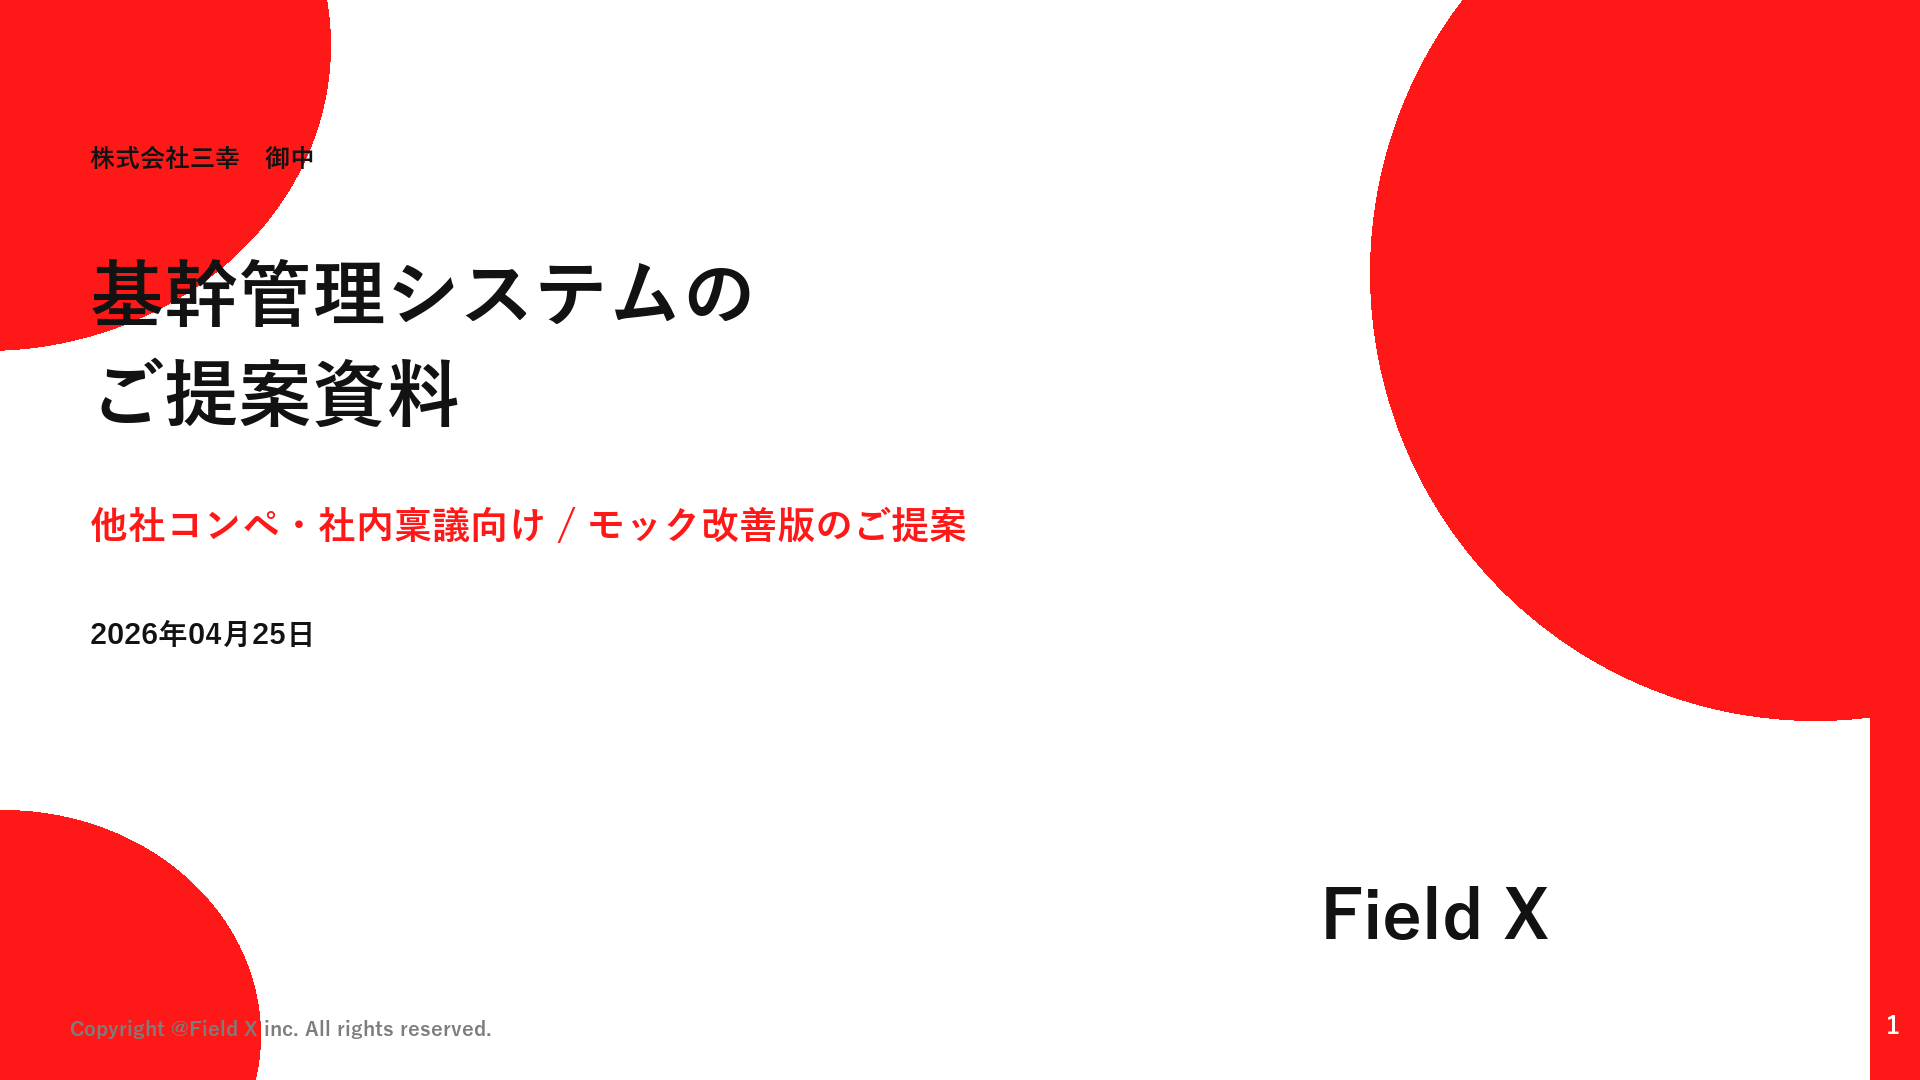 株式会社三幸　御中
基幹管理システムの
ご提案資料
他社コンペ・社内稟議向け / モック改善版のご提案
2026年04月25日
Field X
Copyright @Field X inc. All rights reserved.
1